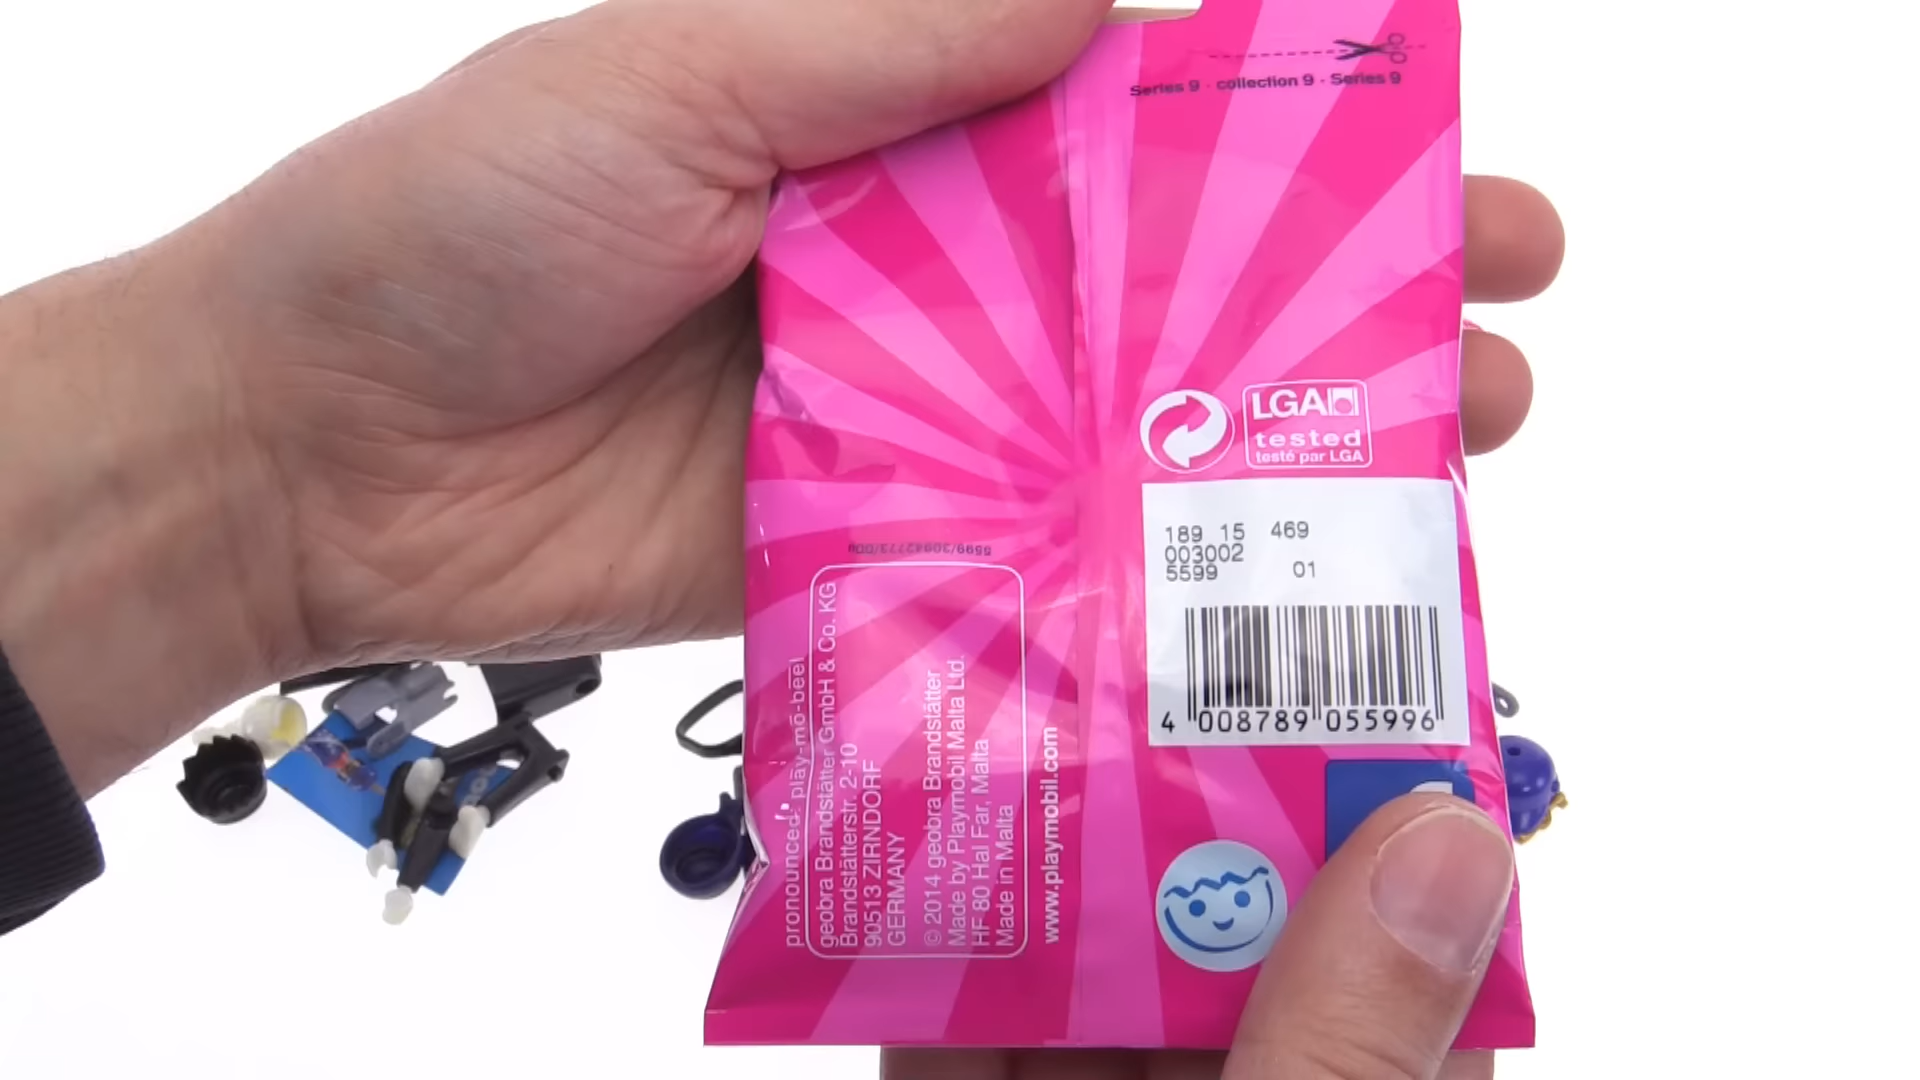 Series 9 · collection 9 · Series 9
LGA
tested
testé par LGA
189 15 469
003002
5599 01
4 008789 055996
pronounced: plāy-mō-bēel
geobra Brandstätter GmbH & Co. KG
Brandstätterstr. 2-10
90513 ZIRNDORF
GERMANY
© 2014 geobra Brandstätter
Made by Playmobil Malta Ltd.
HF 80 Hal Far, Malta
Made in Malta
www.playmobil.com